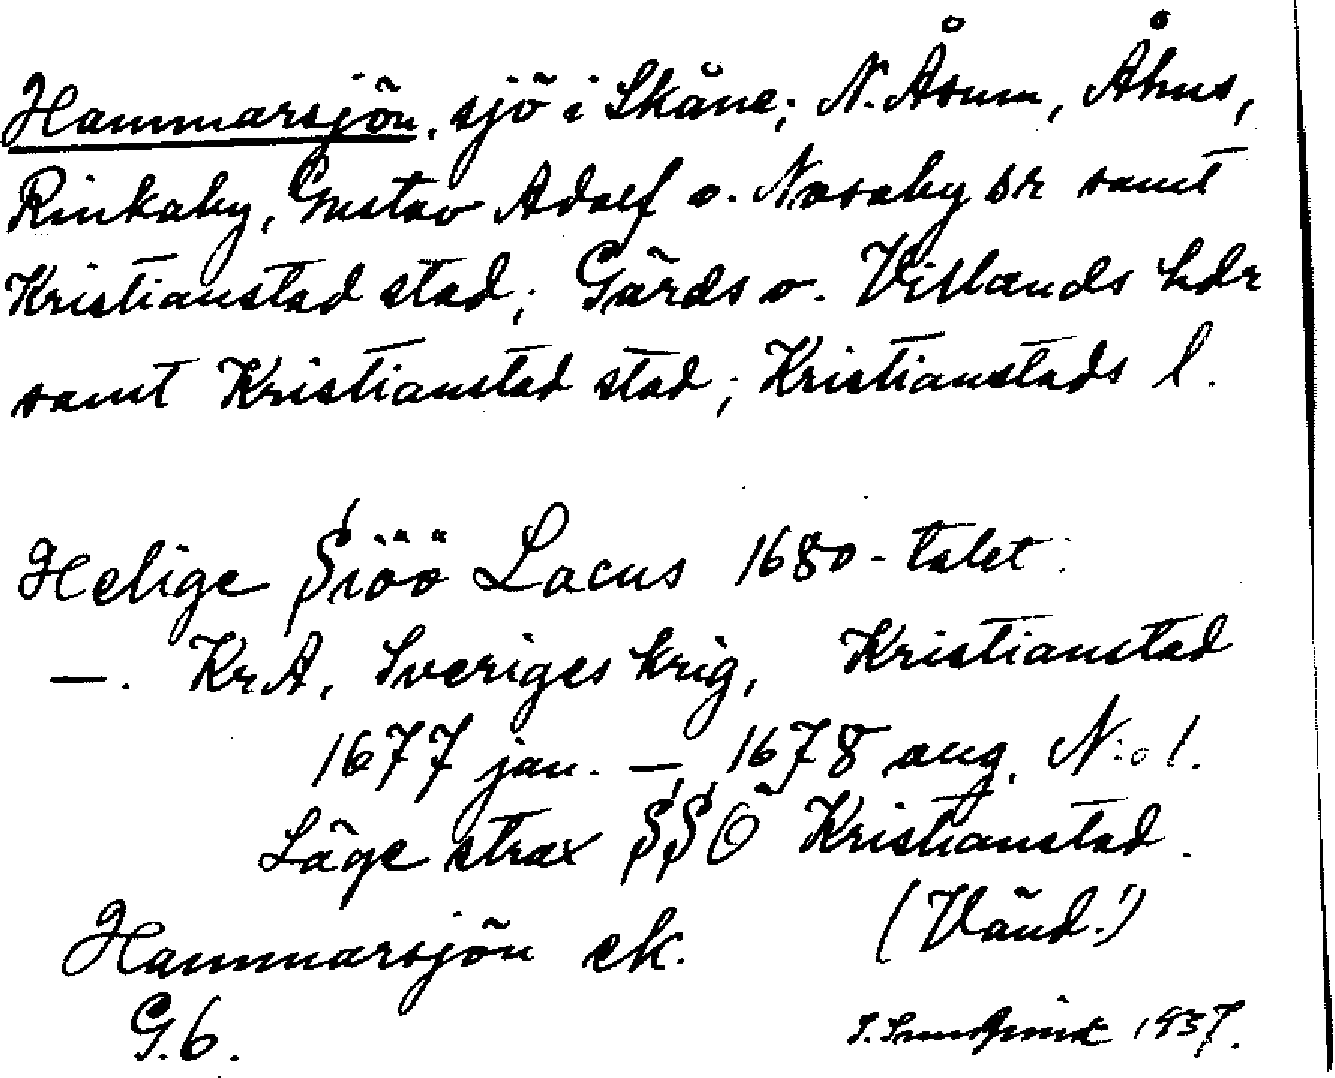 Hammarsjön, sjö i Skåne; N. Åsum, Åhus,
Rinkaby, Gustav Adolf o. Nosaby sr samt
Kristianstad stad; Gärds o. Villands hdr
samt Kristianstad stad; Kristianstads l.
Helige Siöö Lacus 1680-talet.
—. KrA, Sveriges krig, Kristianstad
1677 jan. — 1678 aug. N:o 1.
Läge strax SSÖ Kristianstad.
Hammarsjön ek. (Vänd!)
G.6.
1937.